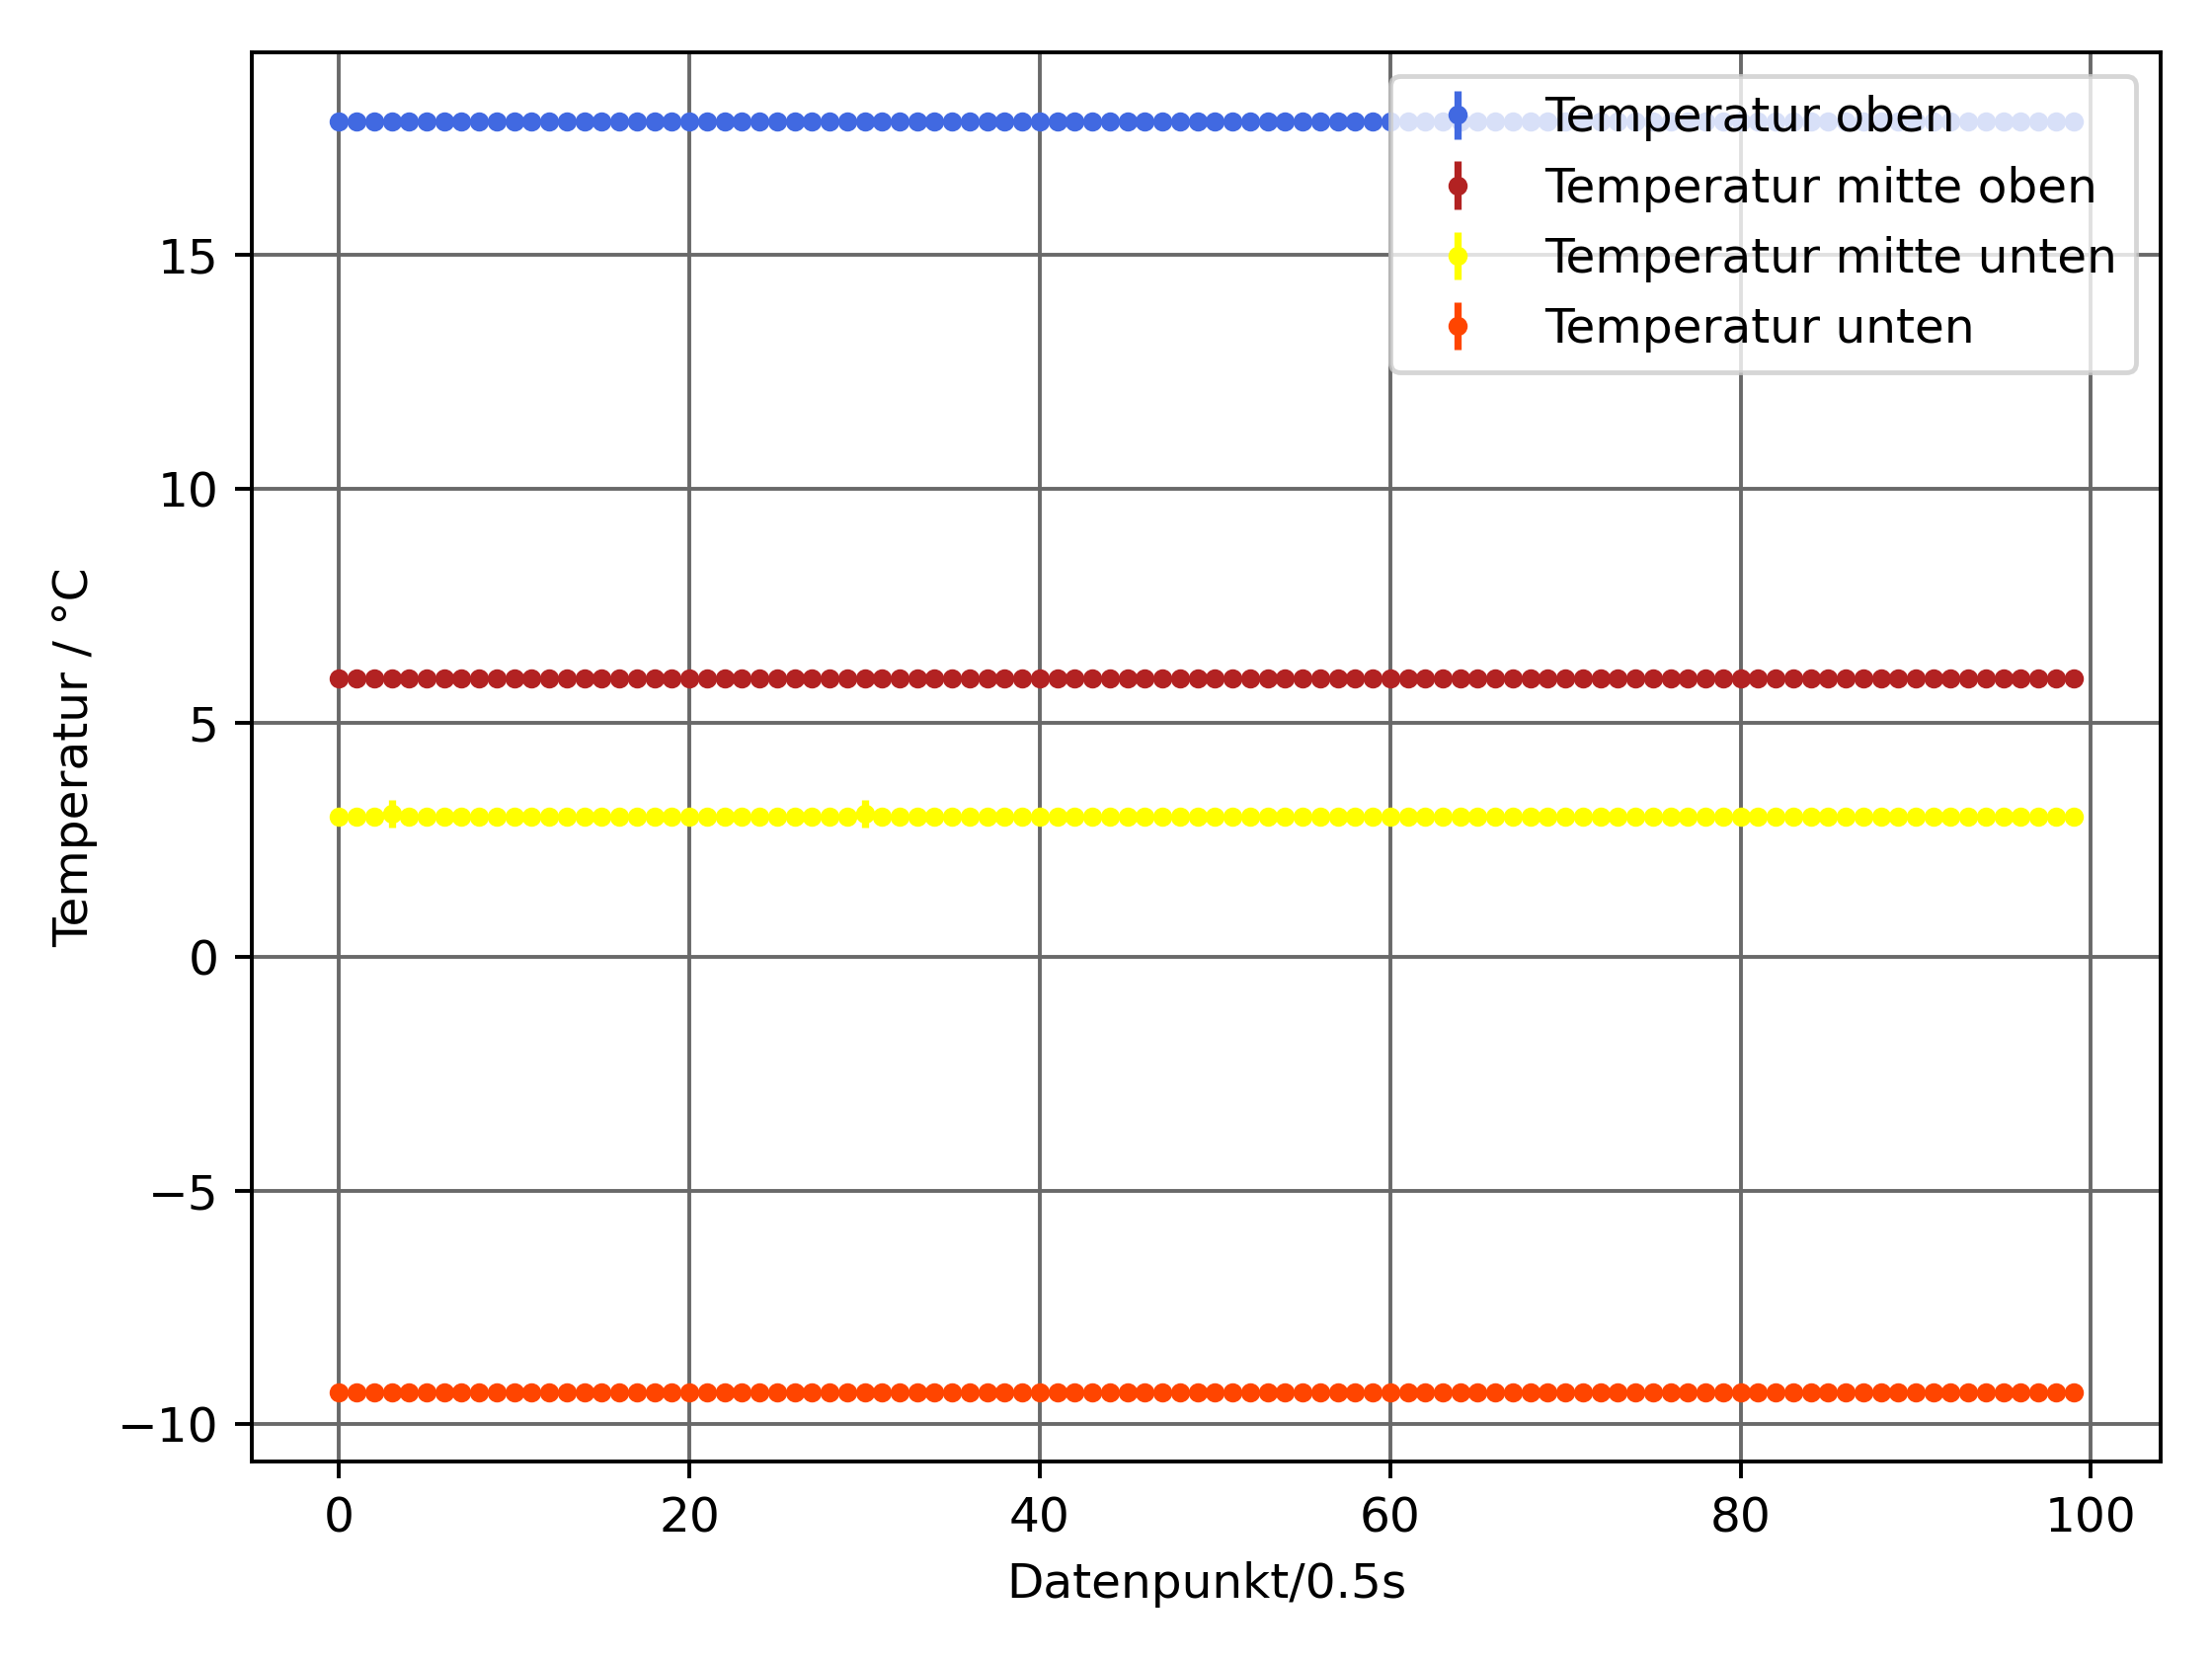 Temperatur oben
Temperatur mitte oben
Temperatur mitte unten
Temperatur unten
15
10
5
0
−5
−10
Temperatur / °C
0 20 40 60 80 100
Datenpunkt/0.5s